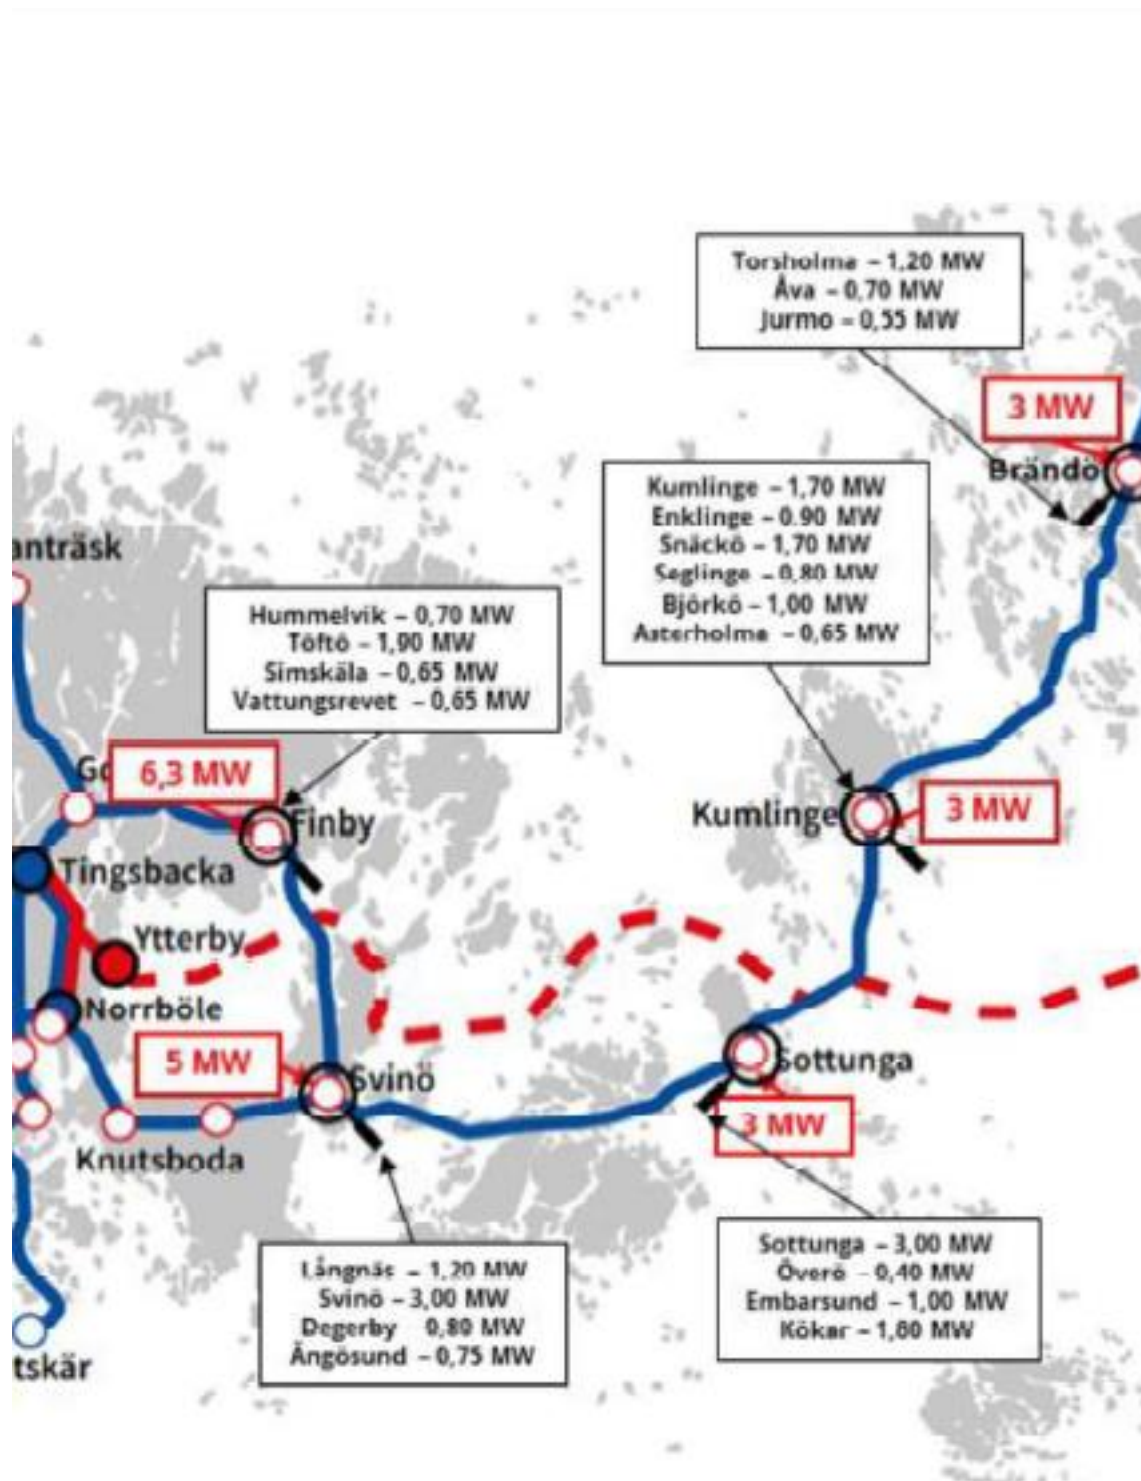 Torsholma – 1,20 MW
Åva – 0,70 MW
Jurmo – 0,55 MW
3 MW
Brändö
Kumlinge – 1,70 MW
Enklinge – 0.90 MW
Snäckö – 1,70 MW
Seglinge – 0,80 MW
Björkö – 1,00 MW
Asterholma – 0,65 MW
anträsk
Hummelvik – 0,70 MW
Töftö – 1,90 MW
Simskäla – 0,65 MW
Vattungsrevet – 0,65 MW
Go
6,3 MW
Finby
Kumlinge
3 MW
Tingsbacka
Ytterby
Norrböle
5 MW
Svinö
Sottunga
3 MW
Knutsboda
Långnäs – 1,20 MW
Svinö – 3,00 MW
Degerby 0,80 MW
Ängösund – 0,75 MW
Sottunga – 3,00 MW
Överö – 0,40 MW
Embarsund – 1,00 MW
Kökar – 1,60 MW
tskär